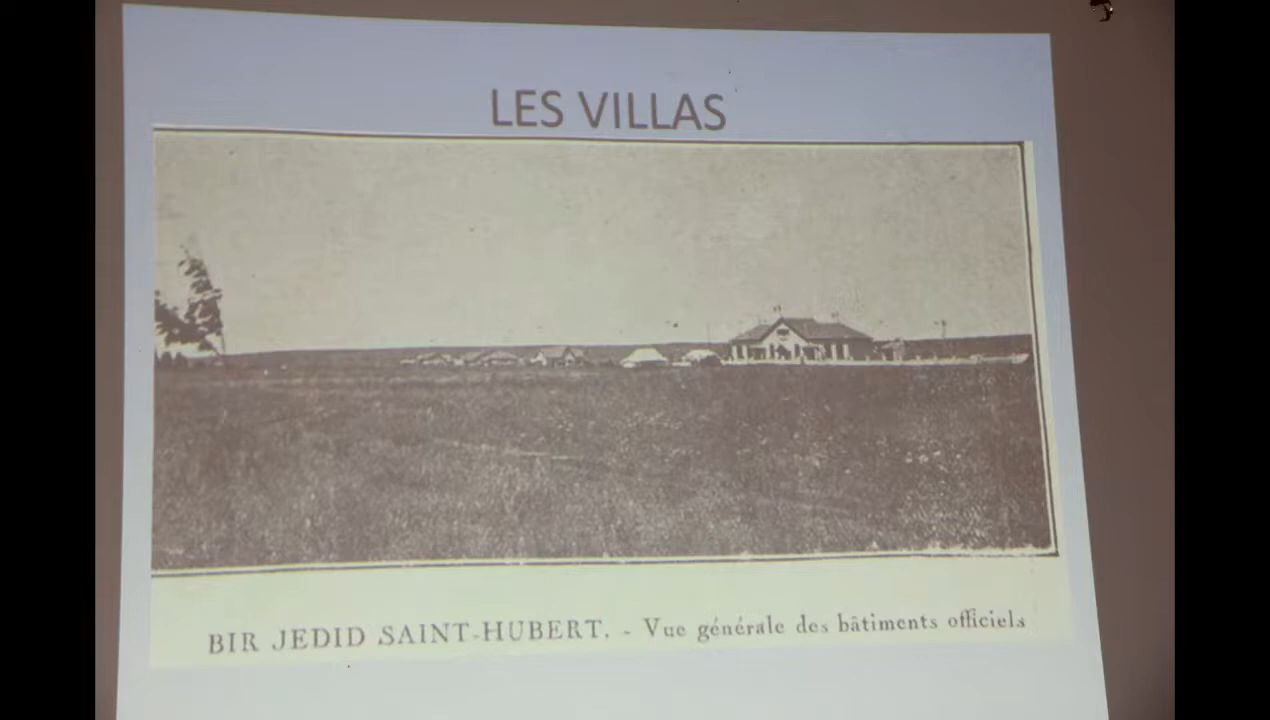 LES VILLAS
BIR JEDID SAINT-HUBERT. - Vue générale des bâtiments officiels